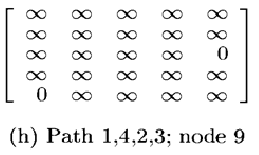 ∞ ∞ ∞ ∞ ∞
∞ ∞ ∞ ∞ ∞
∞ ∞ ∞ ∞ 0
∞ ∞ ∞ ∞ ∞
0 ∞ ∞ ∞ ∞
(h) Path 1,4,2,3; node 9